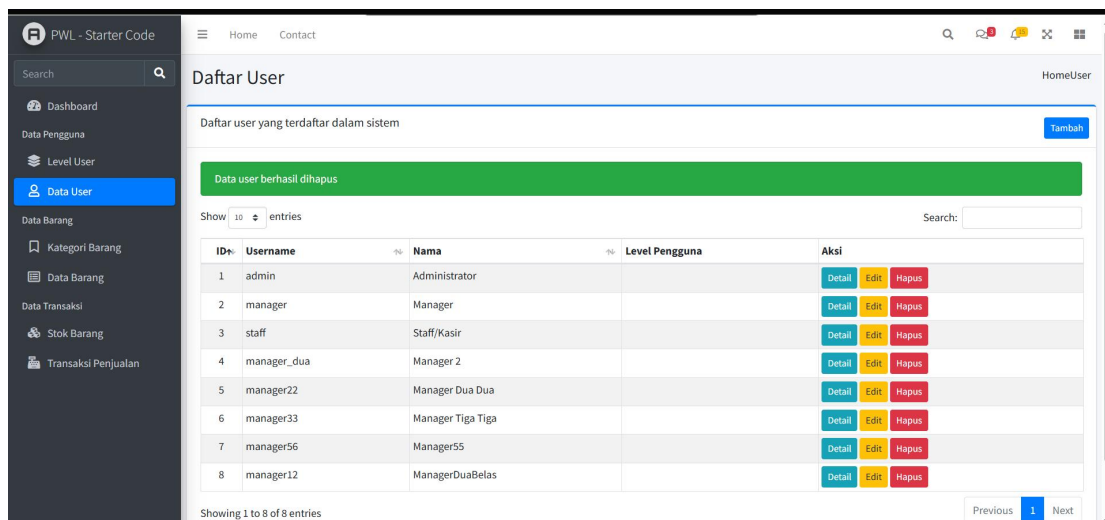 PWL - Starter Code
Home Contact
3
15
Search
Daftar User
HomeUser
Dashboard
Data Pengguna
Level User
Data User
Data Barang
Kategori Barang
Data Barang
Data Transaksi
Stok Barang
Transaksi Penjualan
Daftar user yang terdaftar dalam sistem
Tambah
Data user berhasil dihapus
Show 10 entries
Search:
ID Username Nama Level Pengguna Aksi
1 admin Administrator Detail Edit Hapus
2 manager Manager Detail Edit Hapus
3 staff Staff/Kasir Detail Edit Hapus
4 manager_dua Manager 2 Detail Edit Hapus
5 manager22 Manager Dua Dua Detail Edit Hapus
6 manager33 Manager Tiga Tiga Detail Edit Hapus
7 manager56 Manager55 Detail Edit Hapus
8 manager12 ManagerDuaBelas Detail Edit Hapus
Showing 1 to 8 of 8 entries
Previous 1 Next